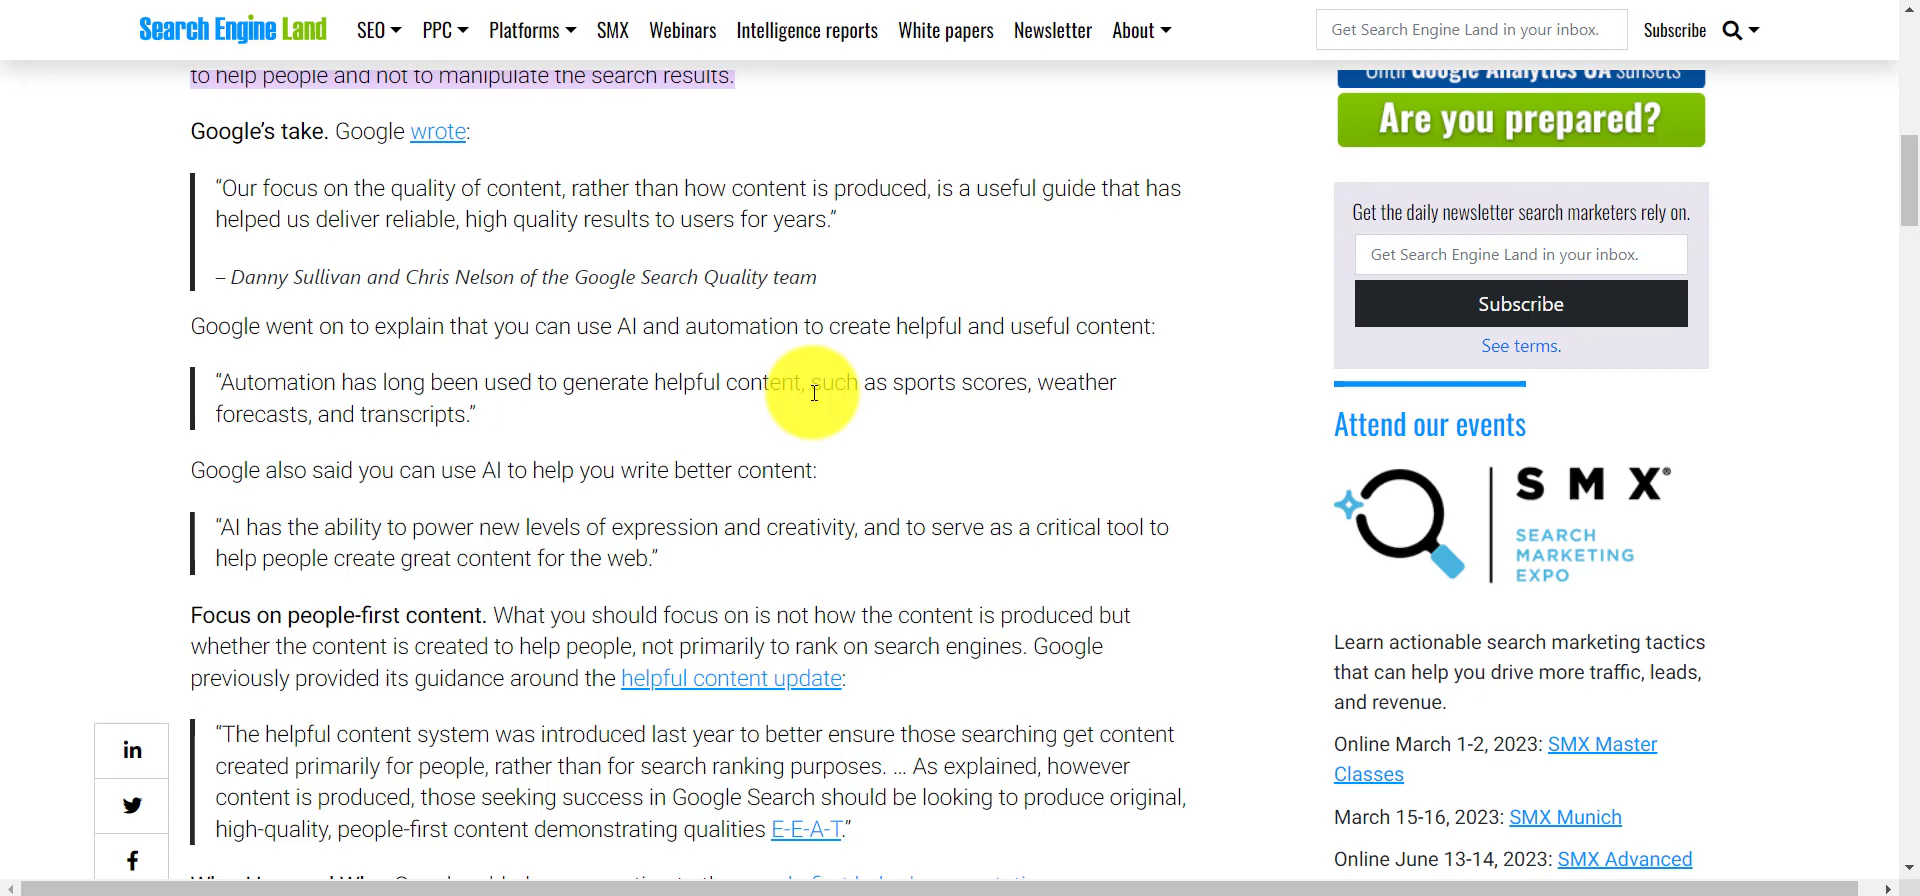 Search Engine Land
SEO
PPC
Platforms
SMX
Webinars
Intelligence reports
White papers
Newsletter
About
Get Search Engine Land in your inbox.
Subscribe
to help people and not to manipulate the search results.
Google’s take. Google wrote:
“Our focus on the quality of content, rather than how content is produced, is a useful guide that has
helped us deliver reliable, high quality results to users for years.”
– Danny Sullivan and Chris Nelson of the Google Search Quality team
Google went on to explain that you can use AI and automation to create helpful and useful content:
“Automation has long been used to generate helpful content, such as sports scores, weather
forecasts, and transcripts.”
Google also said you can use AI to help you write better content:
“AI has the ability to power new levels of expression and creativity, and to serve as a critical tool to
help people create great content for the web.”
Focus on people-first content. What you should focus on is not how the content is produced but
whether the content is created to help people, not primarily to rank on search engines. Google
previously provided its guidance around the helpful content update:
“The helpful content system was introduced last year to better ensure those searching get content
created primarily for people, rather than for search ranking purposes. … As explained, however
content is produced, those seeking success in Google Search should be looking to produce original,
high-quality, people-first content demonstrating qualities E-E-A-T.”
in
f
Until Google Analytics UA sunsets
Are you prepared?
Get the daily newsletter search marketers rely on.
Get Search Engine Land in your inbox.
Subscribe
See terms.
Attend our events
SMX®
SEARCH
MARKETING
EXPO
Learn actionable search marketing tactics
that can help you drive more traffic, leads,
and revenue.
Online March 1-2, 2023: SMX Master
Classes
March 15-16, 2023: SMX Munich
Online June 13-14, 2023: SMX Advanced